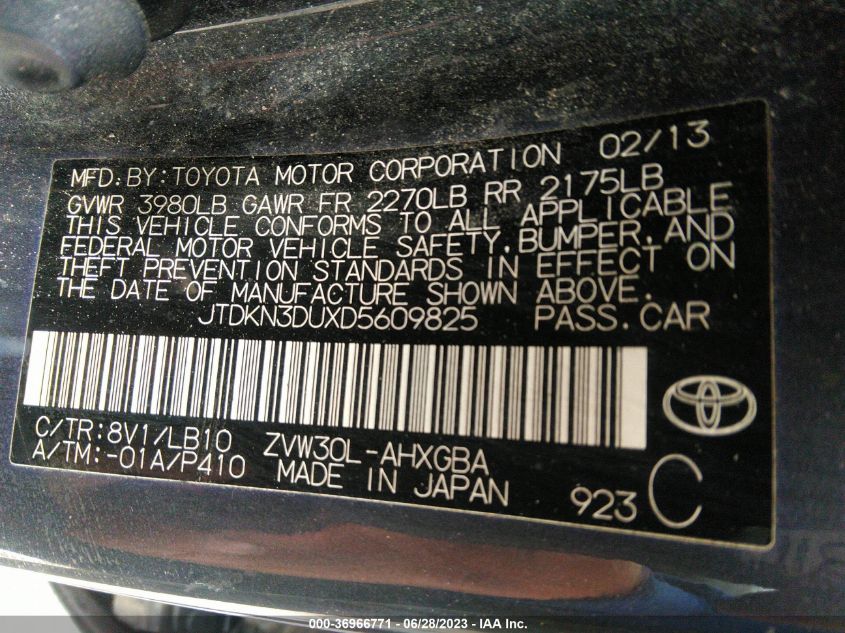 MFD. BY: TOYOTA MOTOR CORPORATION 02/13
GVWR 3980LB GAWR FR 2270LB RR 2175LB
THIS VEHICLE CONFORMS TO ALL APPLICABLE
FEDERAL MOTOR VEHICLE SAFETY, BUMPER, AND
THEFT PREVENTION STANDARDS IN EFFECT ON
THE DATE OF MANUFACTURE SHOWN ABOVE.
JTDKN3DUXD5609825 PASS. CAR
C/TR: 8V1/LB10 ZVW30L-AHXGBA
A/TM: -01A/P410 MADE IN JAPAN
923 C
000-36966771 - 06/28/2023 - IAA Inc.